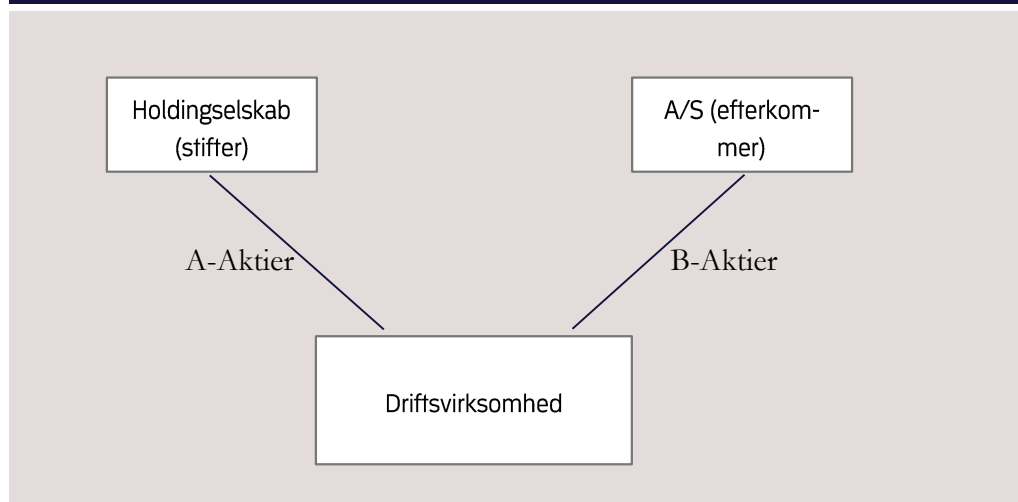 Holdingselskab
(stifter)
A/S (efterkom-
mer)
A-Aktier
B-Aktier
Driftsvirksomhed